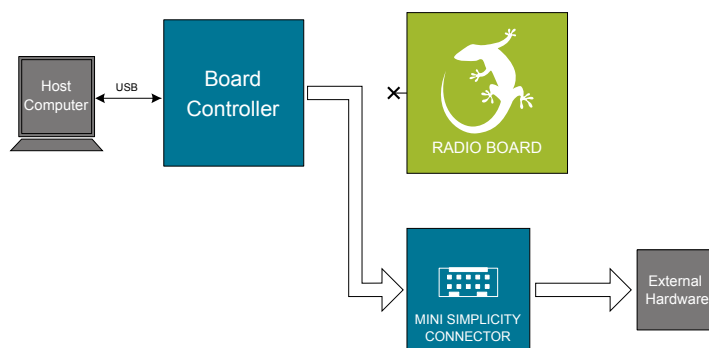 Host
Computer
USB
Board
Controller
RADIO BOARD
MINI SIMPLICITY
CONNECTOR
External
Hardware